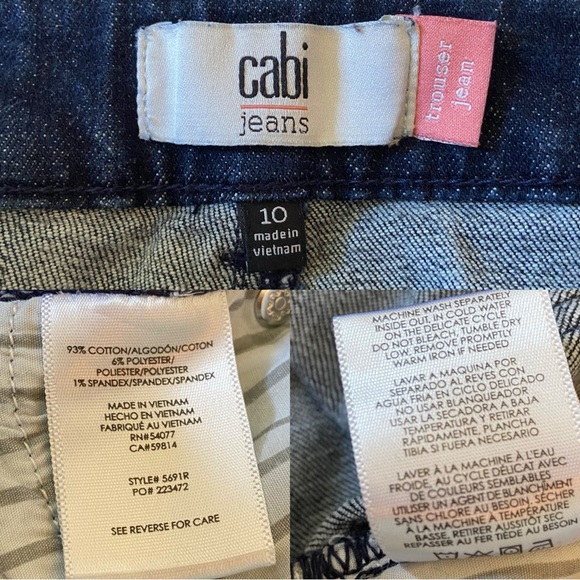 cabi
jeans
trouser
jean
10
made in
vietnam
93% COTTON/ALGODÓN/COTON
6% POLYESTER/
POLIESTER/POLYESTER
1% SPANDEX/SPANDEX/SPANDEX
MADE IN VIETNAM
HECHO EN VIETNAM
FABRIQUÉ AU VIETNAM
RN#54077
CA#59814
STYLE# 5691R
PO# 223472
SEE REVERSE FOR CARE
MACHINE WASH SEPARATELY
INSIDE OUT, IN COLD WATER
ON THE DELICATE CYCLE
DO NOT BLEACH, TUMBLE DRY
LOW. REMOVE PROMPTLY.
WARM IRON IF NEEDED
LAVAR A MAQUINA POR
SEPARADO AL REVES CON
AGUA FRIA EN CICLO DELICADO
NO USAR BLANQUEADOR
USAR LA SECADORA A BAJA
TEMPERATURA Y RETIRAR
RÁPIDAMENTE. PLANCHA
TIBIA SI FUERA NECESARIO
LAVER À LA MACHINE À L'EAU
FROIDE, AU CYCLE DÉLICAT AVEC
DE COULEURS SEMBLABLES
UTILISER UN AGENT DE BLANCHIMENT
SANS CHLORE AU BESOIN, SÉCHER
À LA MACHINE À TEMPÉRATURE
BASSE, RETIRER AUSSITÔT SEC
REPASSER TIÈDE AU BESOIN